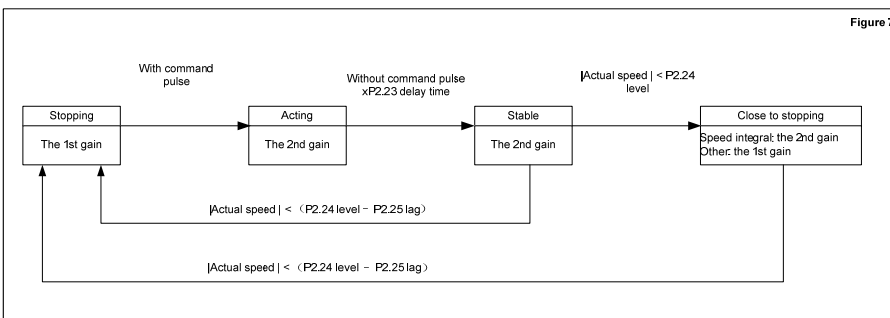 Figure 7
With command
pulse
Without command pulse
xP2.23 delay time
|Actual speed | < P2.24
level
Stopping
The 1st gain
Acting
The 2nd gain
Stable
The 2nd gain
Close to stopping
Speed integral: the 2nd gain
Other: the 1st gain
|Actual speed | < （P2.24 level － P2.25 lag）
|Actual speed | < （P2.24 level － P2.25 lag）